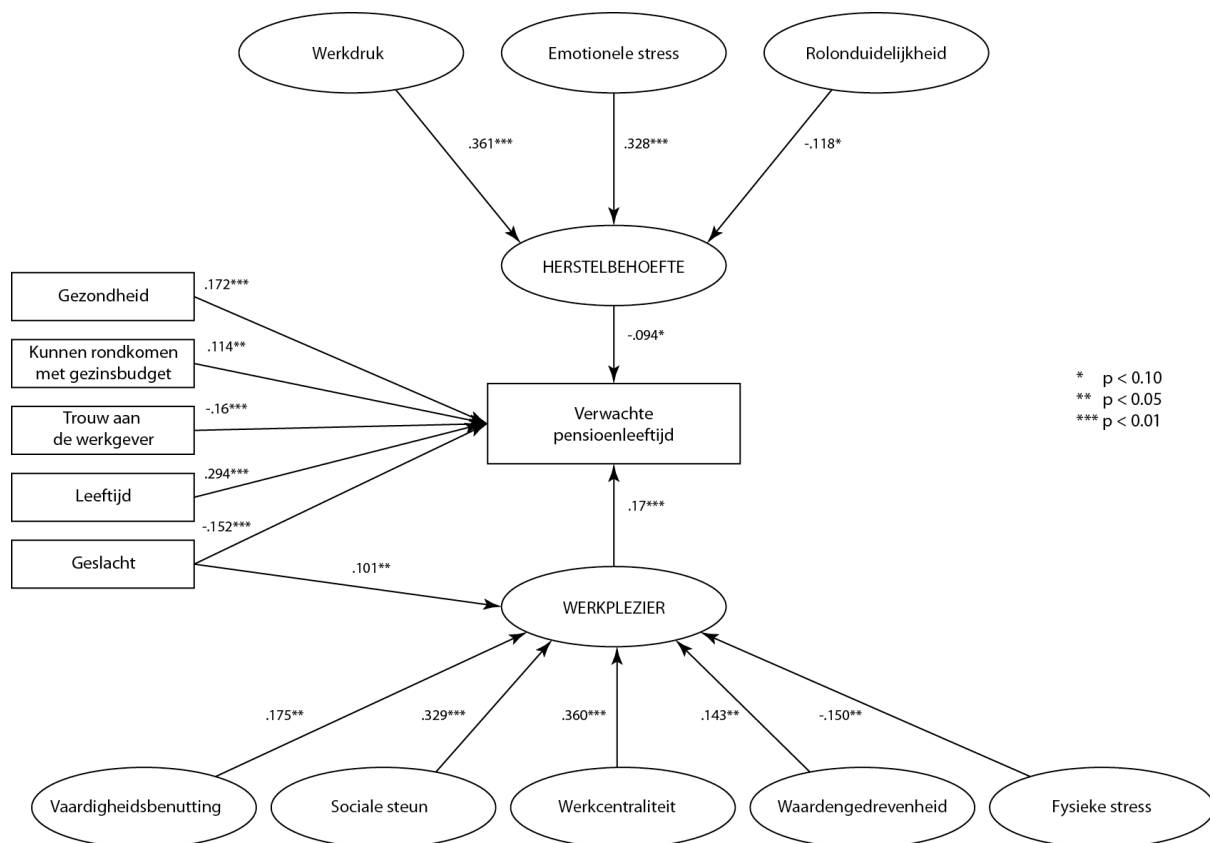 Werkdruk
Emotionele stress
Rolonduidelijkheid
.361***
.328***
-.118*
HERSTELBEHOEFTE
Gezondheid
.172***
-.094*
Kunnen rondkomen
met gezinsbudget
.114**
Trouw aan
de werkgever
-.16***
Verwachte
pensioenleeftijd
* p < 0.10
** p < 0.05
*** p < 0.01
Leeftijd
.294***
.17***
Geslacht
-.152***
.101**
WERKPLEZIER
.175**
.329***
.360***
.143**
-.150**
Vaardigheidsbenutting
Sociale steun
Werkcentraliteit
Waardengedrevenheid
Fysieke stress